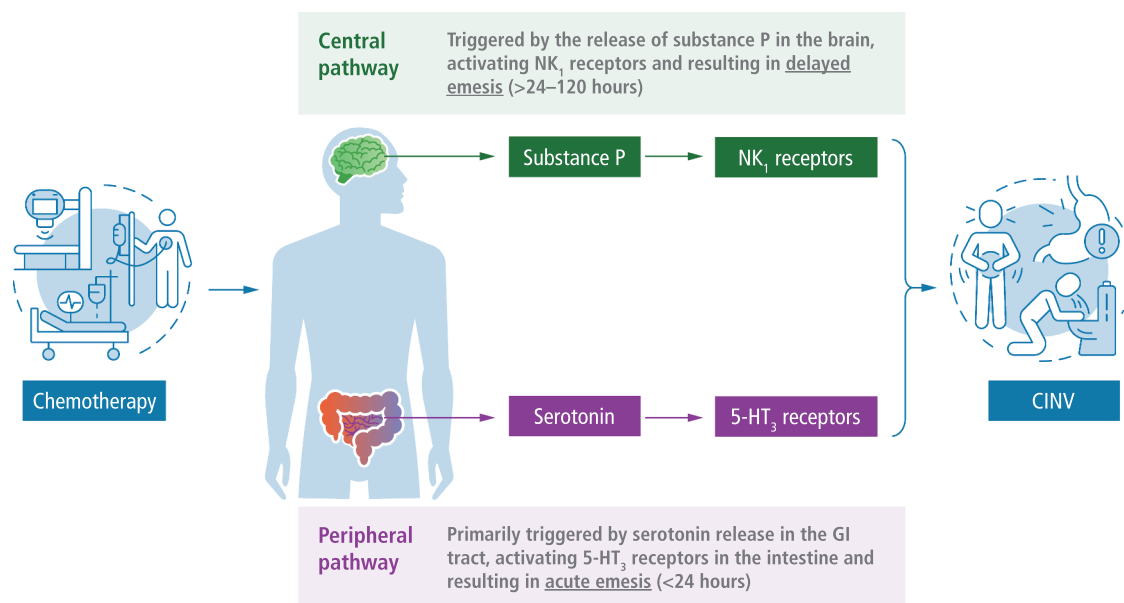 Central
pathway
Triggered by the release of substance P in the brain,
activating NK₁ receptors and resulting in delayed
emesis (>24–120 hours)
Substance P
NK₁ receptors
Chemotherapy
CINV
Serotonin
5-HT₃ receptors
Peripheral
pathway
Primarily triggered by serotonin release in the GI
tract, activating 5-HT₃ receptors in the intestine and
resulting in acute emesis (<24 hours)